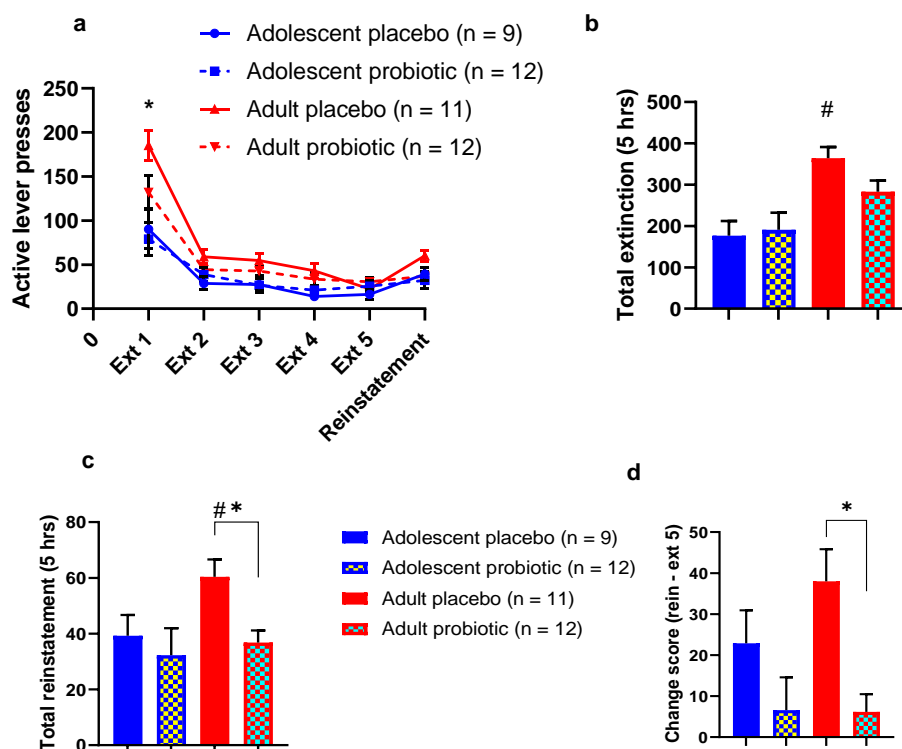 a
Adolescent placebo (n = 9)
Adolescent probiotic (n = 12)
Adult placebo (n = 11)
Adult probiotic (n = 12)
250
200
150
100
50
0
*
Active lever presses
0
Ext 1
Ext 2
Ext 3
Ext 4
Ext 5
Reinstatement
b
500
400
300
200
100
0
#
Total extinction (5 hrs)
c
80
60
40
20
0
# *
Total reinstatement (5 hrs)
Adolescent placebo (n = 9)
Adolescent probiotic (n = 12)
Adult placebo (n = 11)
Adult probiotic (n = 12)
d
50
40
30
20
10
0
*
Change score (rein - ext 5)